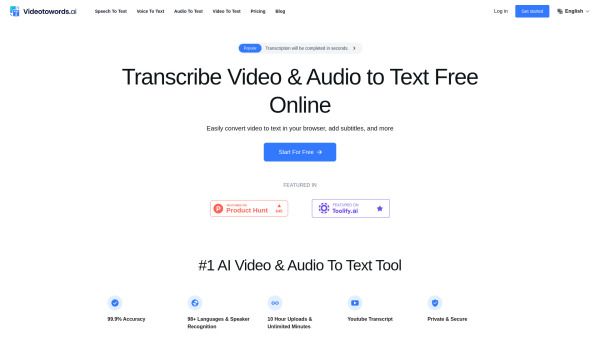 Videotowords.ai Speech To Text Voice To Text Audio To Text Video To Text Pricing Blog Log in Get started English
Popular Transcription will be completed in seconds
Transcribe Video & Audio to Text Free
Online
Easily convert video to text in your browser, add subtitles, and more
Start For Free →
FEATURED IN
FEATURED ON
Product Hunt
FEATURED ON
Toolify.ai
#1 AI Video & Audio To Text Tool
99.9% Accuracy
98+ Languages & Speaker
Recognition
10 Hour Uploads &
Unlimited Minutes
Youtube Transcript
Private & Secure